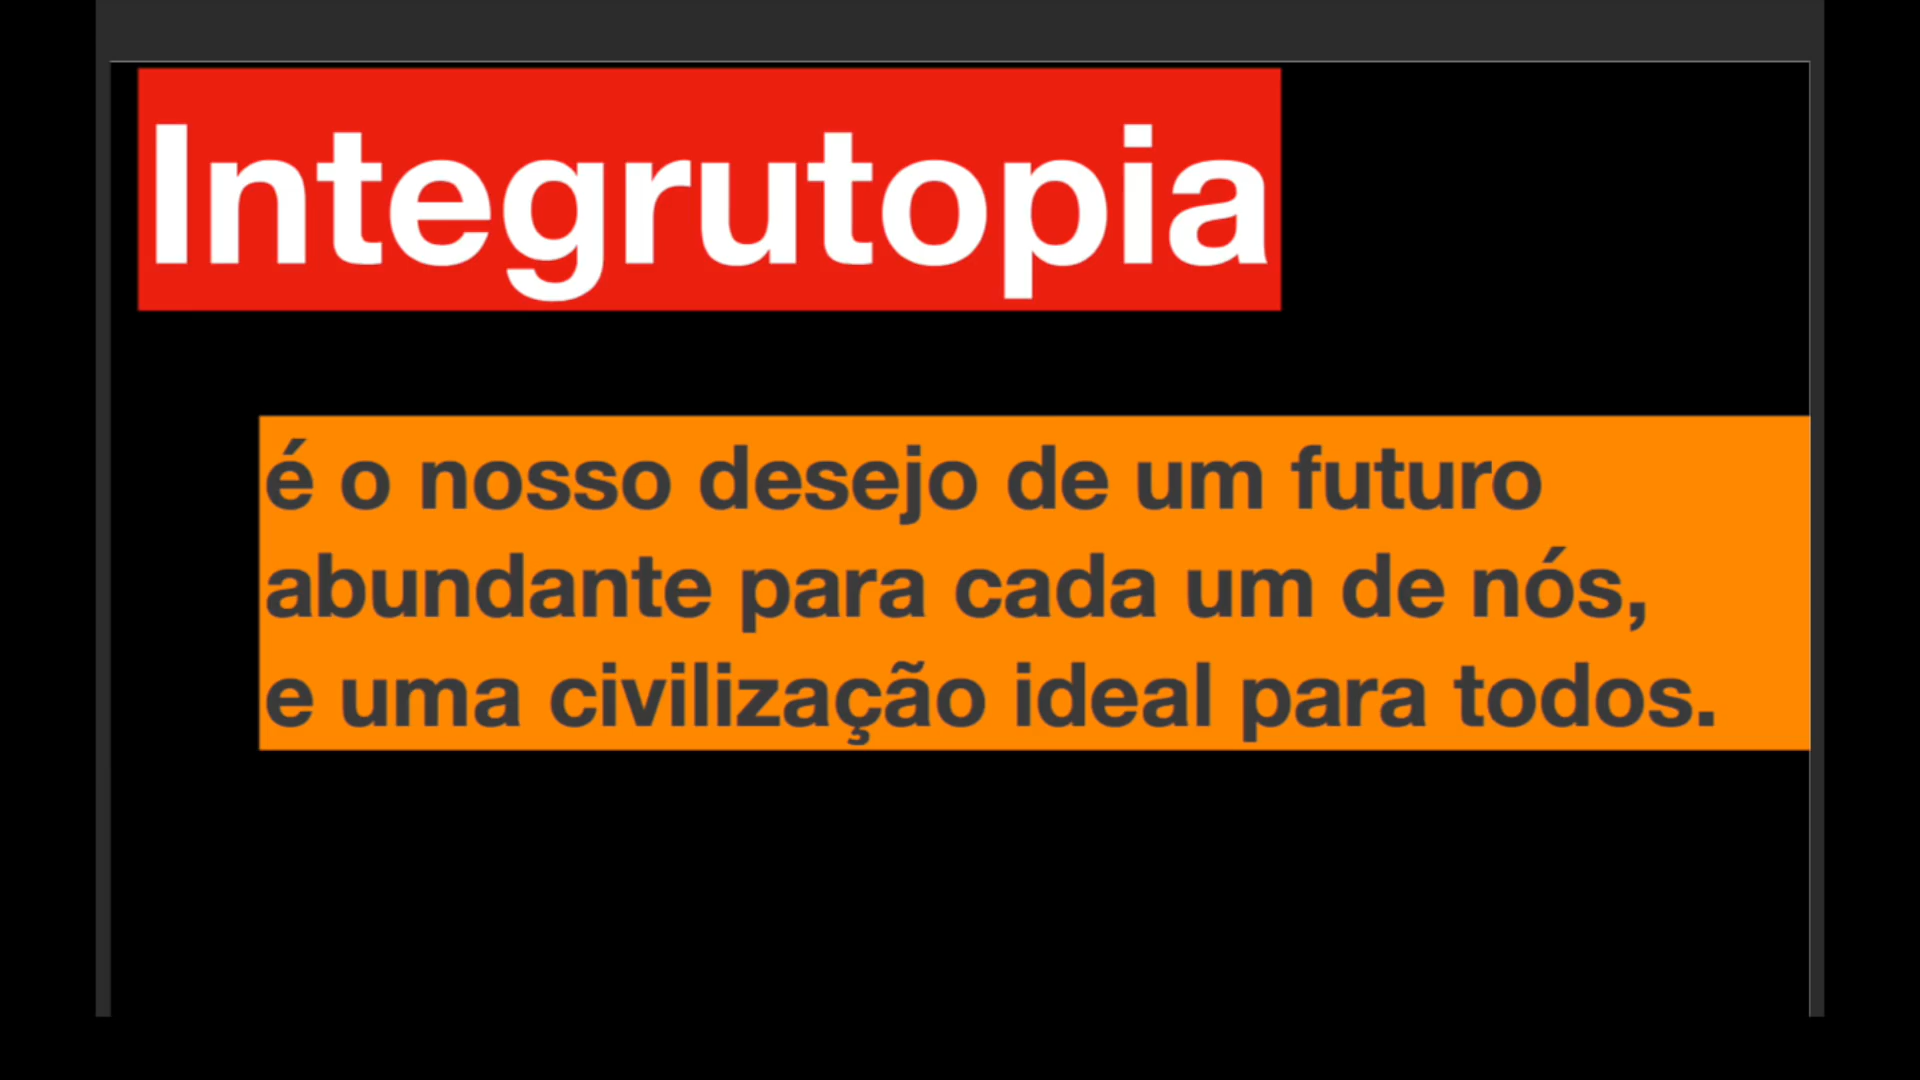 Integrutopia
é o nosso desejo de um futuro
abundante para cada um de nós,
e uma civilização ideal para todos.